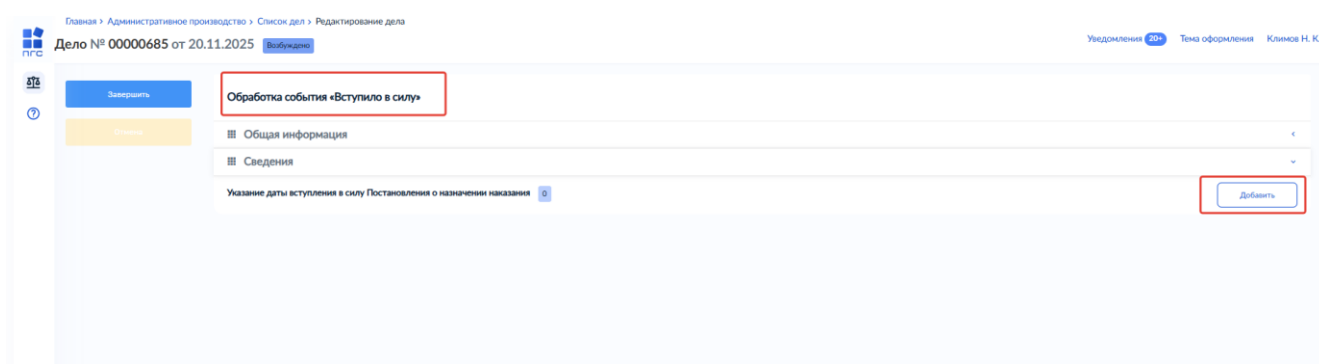 Главная › Административное производство › Список дел › Редактирование дела
Дело № 00000685 от 20.11.2025 Возбуждено
Уведомления 20+ Тема оформления Климов Н. К.
пгс
Завершить
Обработка события «Вступило в силу»
Общая информация
Сведения
Указание даты вступления в силу Постановления о назначении наказания 0
Добавить